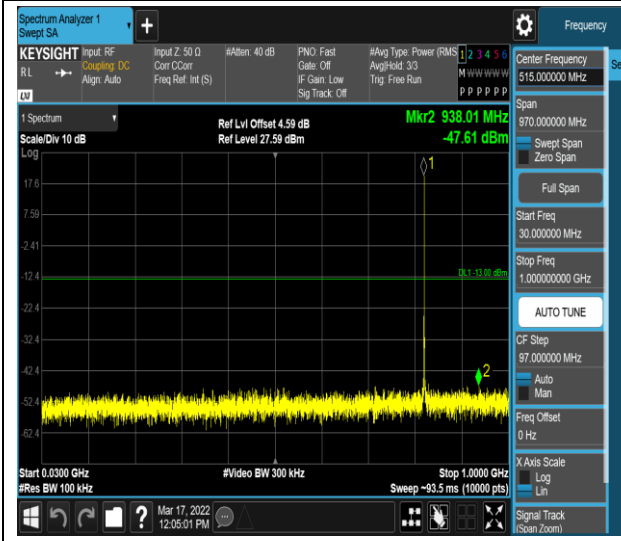 Spectrum Analyzer 1
Swept SA
Frequency
KEYSIGHT
RL
Input: RF
Coupling: DC
Align: Auto
Input Z: 50 Ω
Corr CCorr
Freq Ref: Int (S)
#Atten: 40 dB
PNO: Fast
Gate: Off
IF Gain: Low
Sig Track: Off
#Avg Type: Power (RMS
Avg|Hold: 3/3
Trig: Free Run
1 2 3 4 5 6
M W W W W W
P P P P P P
LXI
1 Spectrum
Scale/Div 10 dB
Ref Lvl Offset 4.59 dB
Ref Level 27.59 dBm
Mkr2 938.01 MHz
-47.61 dBm
Log
1
17.6
7.59
-2.41
-12.4
DL1 -13.00 dBm
-22.4
-32.4
-42.4
2
-52.4
-62.4
Start 0.0300 GHz
#Res BW 100 kHz
#Video BW 300 kHz
Stop 1.0000 GHz
Sweep ~93.5 ms (10000 pts)
Mar 17, 2022
12:05:01 PM
Center Frequency
515.000000 MHz
Se
Span
970.000000 MHz
Swept Span
Zero Span
Full Span
Start Freq
30.000000 MHz
Stop Freq
1.000000000 GHz
AUTO TUNE
CF Step
97.000000 MHz
Auto
Man
Freq Offset
0 Hz
X Axis Scale
Log
Lin
Signal Track
(Span Zoom)